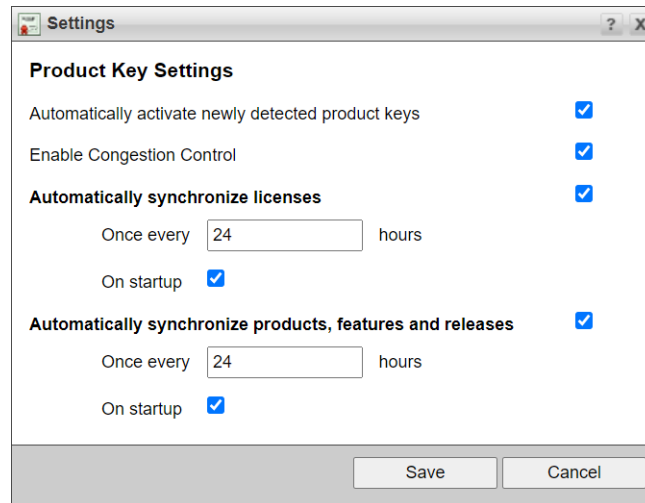 Settings
? X
Product Key Settings
Automatically activate newly detected product keys
Enable Congestion Control
Automatically synchronize licenses
Once every 24 hours
On startup
Automatically synchronize products, features and releases
Once every 24 hours
On startup
Save Cancel